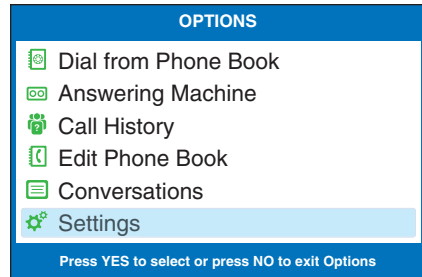 OPTIONS
Dial from Phone Book
Answering Machine
Call History
Edit Phone Book
Conversations
Settings
Press YES to select or press NO to exit Options